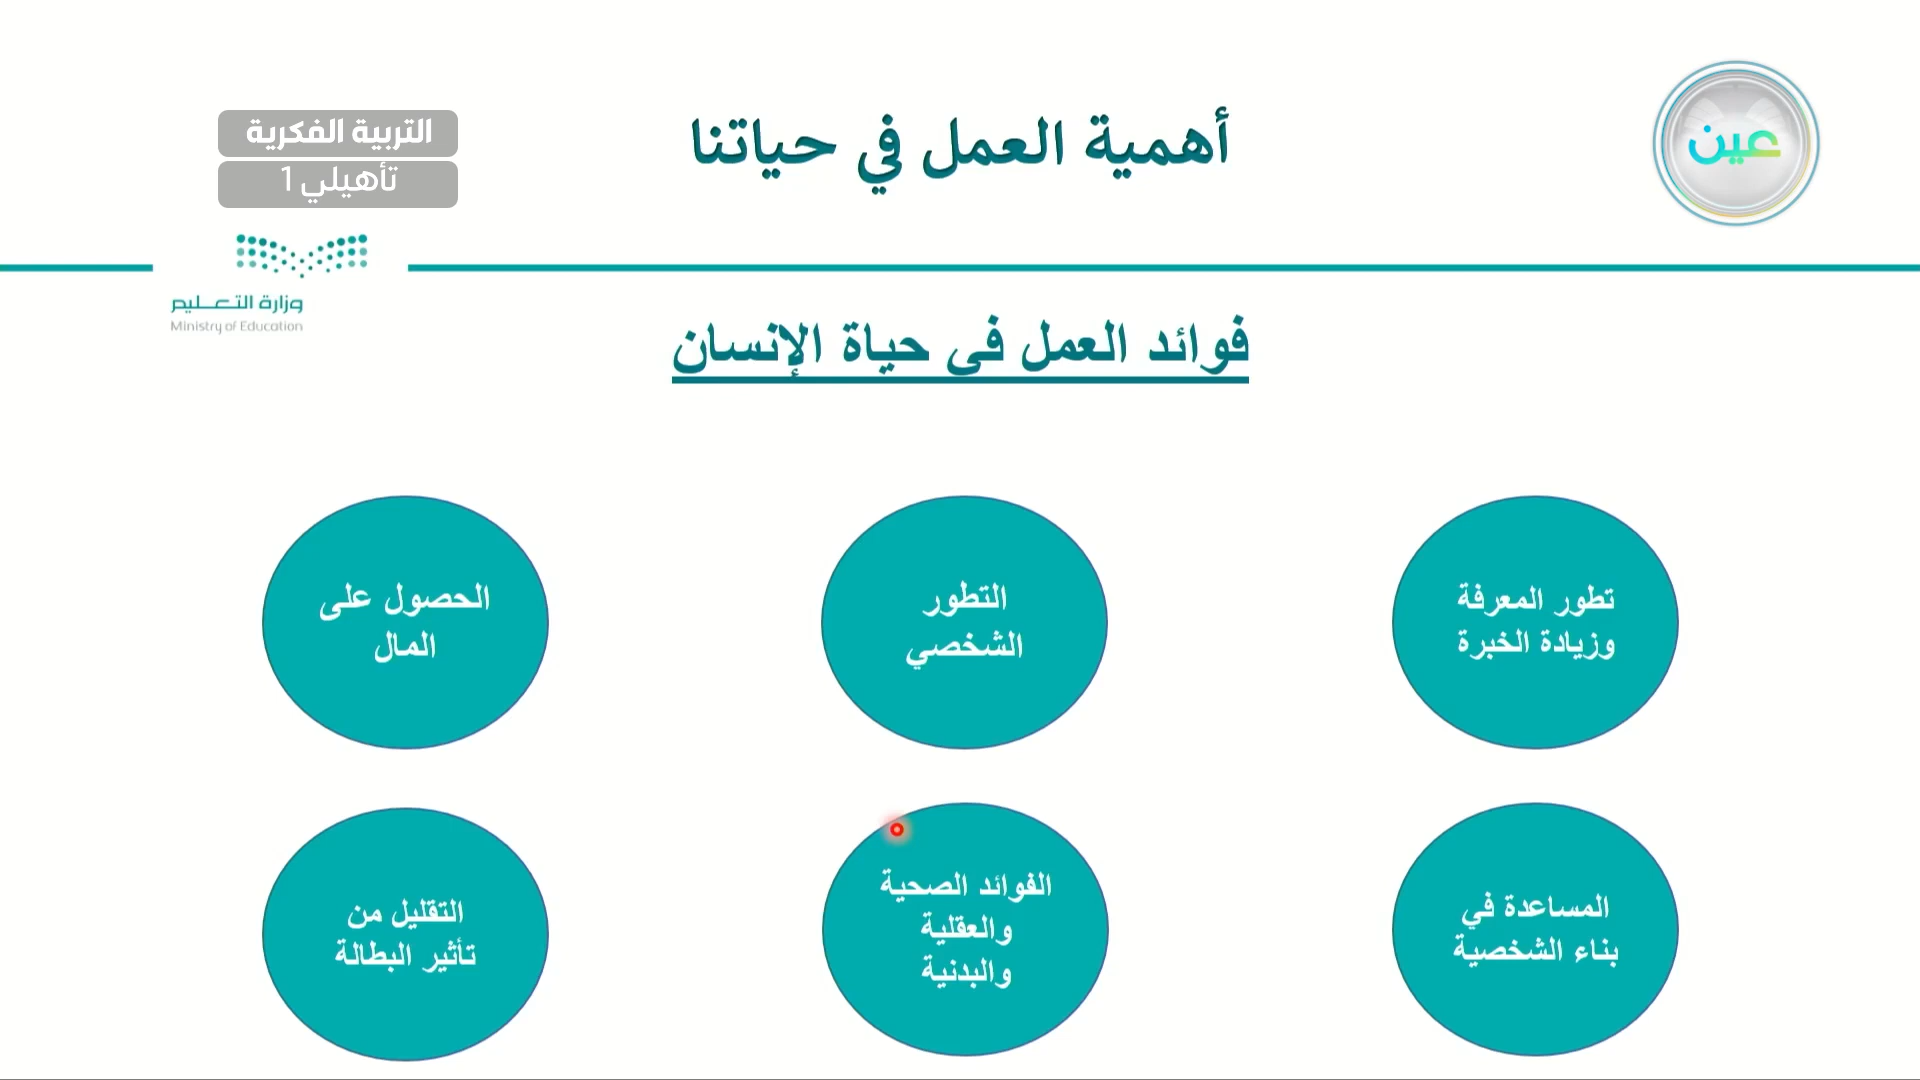 أهمية العمل في حياتنا
عين
التربية الفكرية
تأهيلي 1
وزارة التعليم
Ministry of Education
فوائد العمل في حياة الإنسان
تطور المعرفة
وزيادة الخبرة
التطور
الشخصي
الحصول على
المال
المساعدة في
بناء الشخصية
الفوائد الصحية
والعقلية
والبدنية
التقليل من
تأثير البطالة